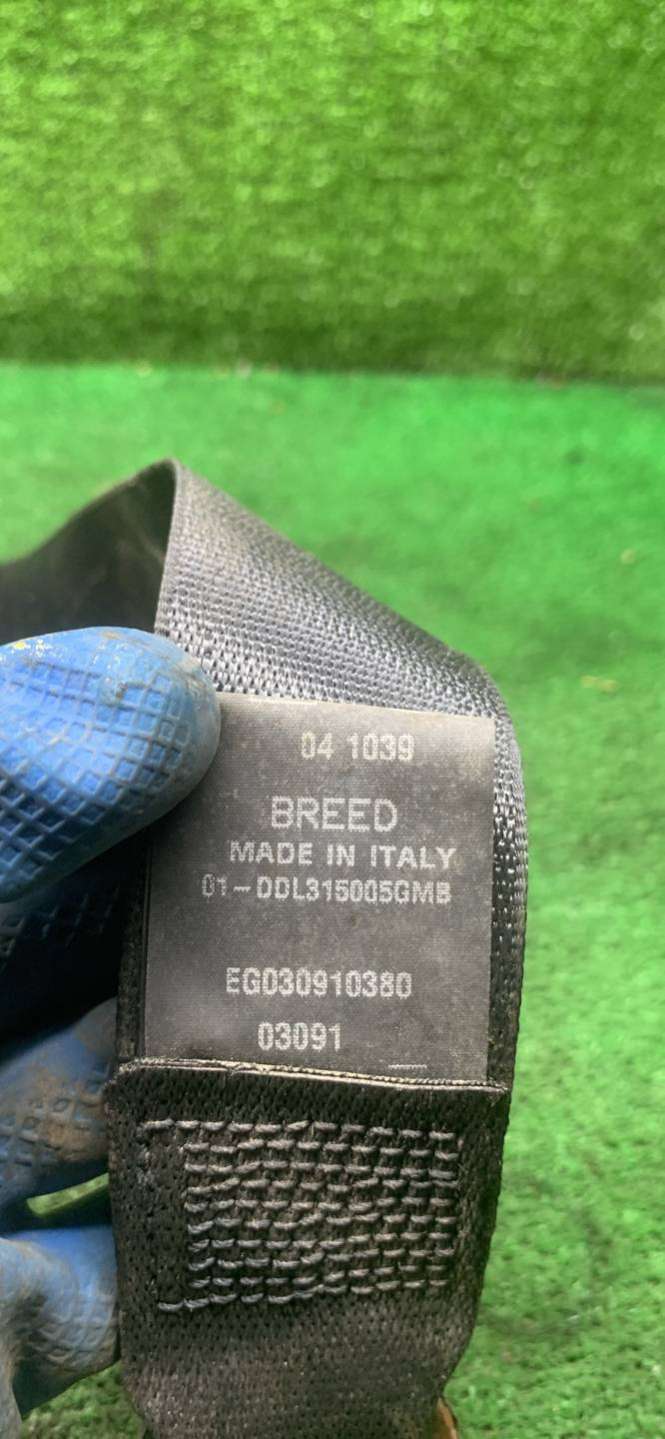 04 1039
BREED
MADE IN ITALY
01-DDL315005GMB
EG030910380
03091